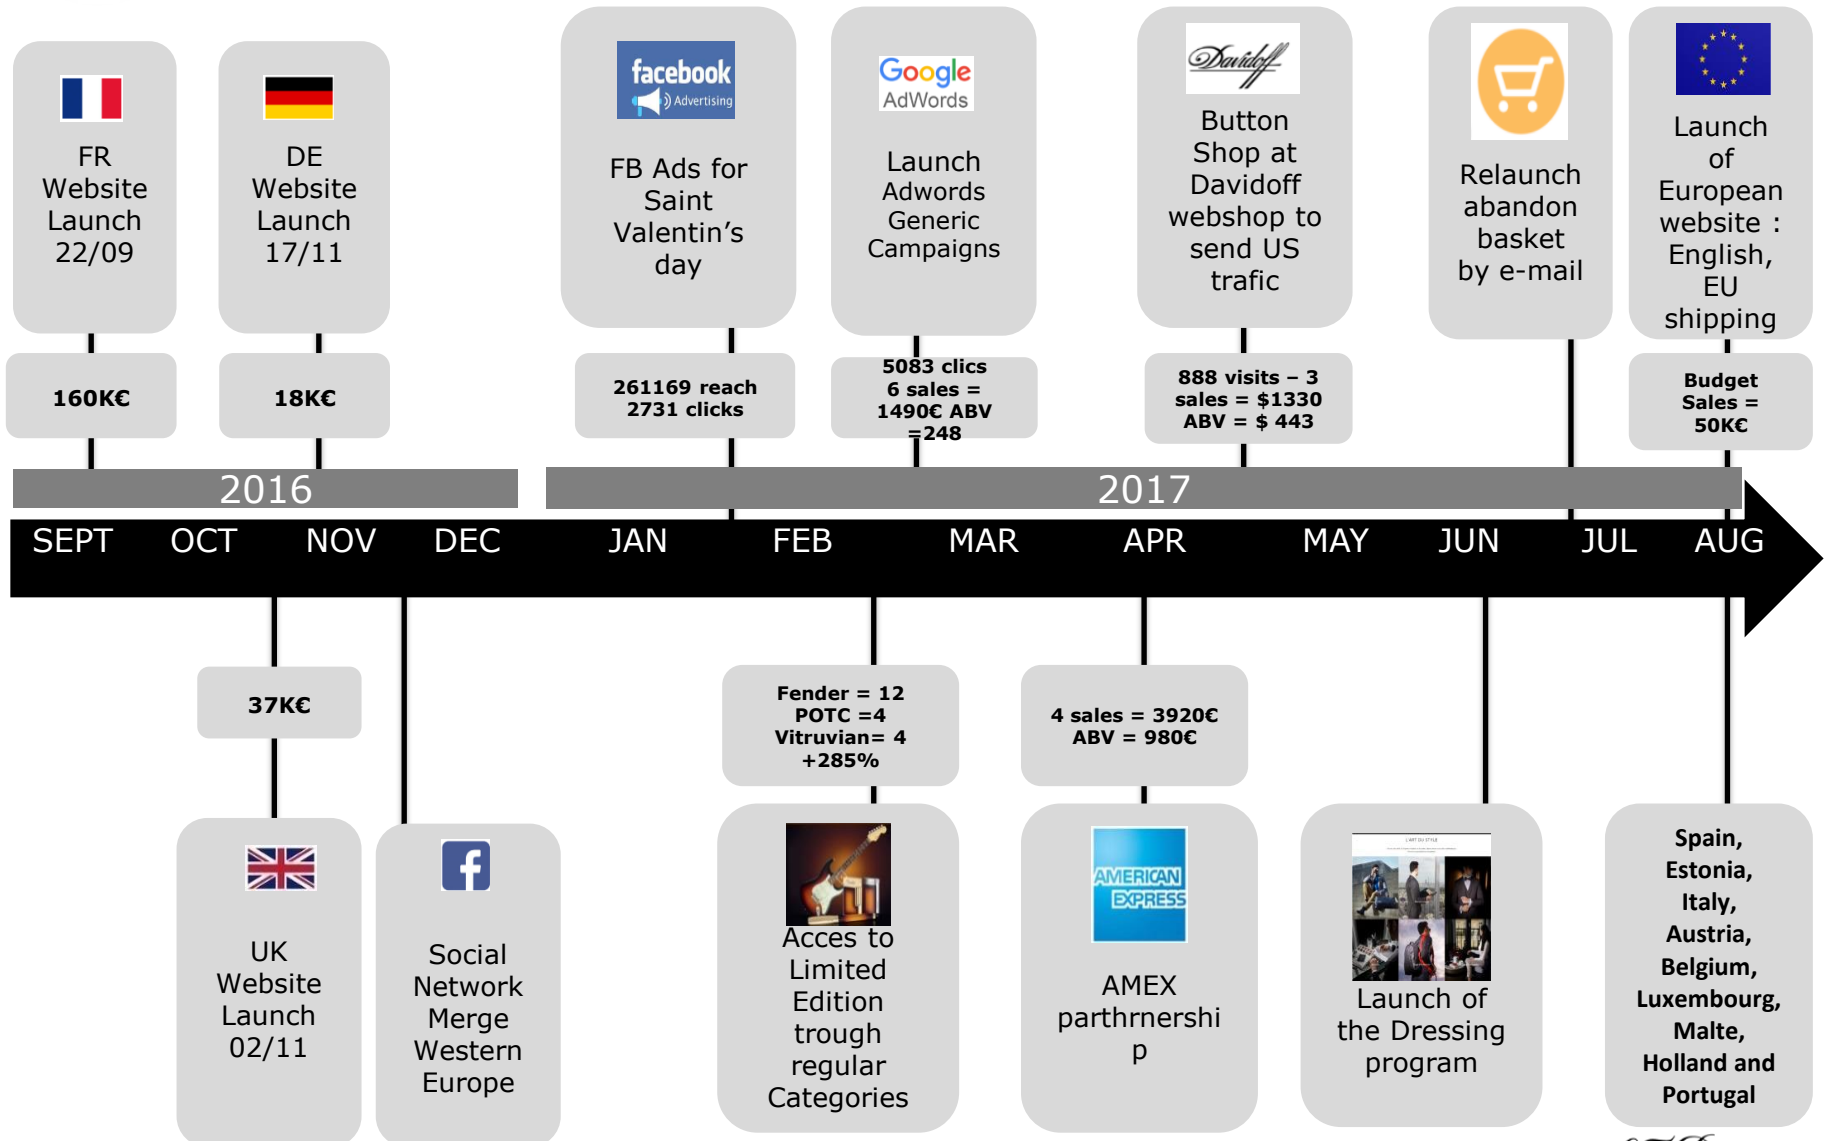 FR
Website
Launch
22/09
DE
Website
Launch
17/11
facebook
Advertising
FB Ads for
Saint
Valentin’s
day
Google
AdWords
Launch
Adwords
Generic
Campaigns
Davidoff
Button
Shop at
Davidoff
webshop to
send US
trafic
Relaunch
abandon
basket
by e-mail
Launch
of
European
website :
English,
EU
shipping
160K€
18K€
261169 reach
2731 clicks
5083 clics
6 sales =
1490€ ABV
=248
888 visits – 3
sales = $1330
ABV = $ 443
Budget
Sales =
50K€
2016
2017
SEPT
OCT
NOV
DEC
JAN
FEB
MAR
APR
MAY
JUN
JUL
AUG
37K€
Fender = 12
POTC =4
Vitruvian= 4
+285%
4 sales = 3920€
ABV = 980€
UK
Website
Launch
02/11
f
Social
Network
Merge
Western
Europe
Acces to
Limited
Edition
trough
regular
Categories
AMERICAN
EXPRESS
AMEX
parthrnershi
p
L'ART DU STYLE
Launch of
the Dressing
program
Spain,
Estonia,
Italy,
Austria,
Belgium,
Luxembourg,
Malte,
Holland and
Portugal